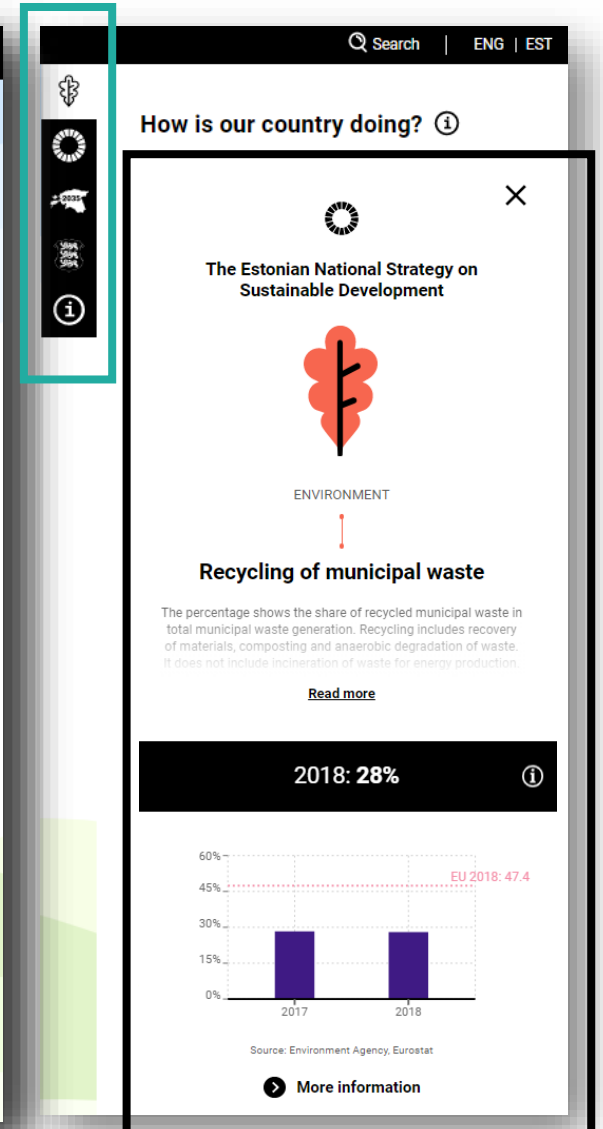 Search | ENG | EST
How is our country doing?
2035
The Estonian National Strategy on
Sustainable Development
ENVIRONMENT
Recycling of municipal waste
The percentage shows the share of recycled municipal waste in
total municipal waste generation. Recycling includes recovery
of materials, composting and anaerobic degradation of waste.
It does not include incineration of waste for energy production.
Read more
2018: 28%
60%
EU 2018: 47.4
45%
30%
15%
0%
2017 2018
Source: Environment Agency, Eurostat
More information